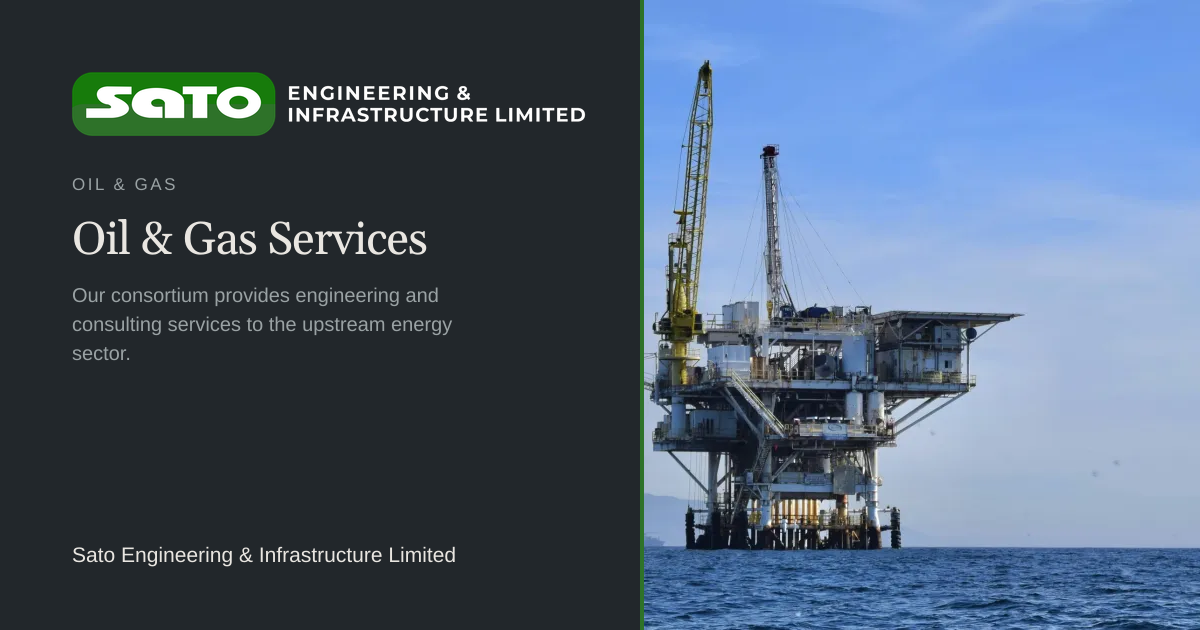 SaTO ENGINEERING &
INFRASTRUCTURE LIMITED
OIL & GAS
Oil & Gas Services
Our consortium provides engineering and
consulting services to the upstream energy
sector.
Sato Engineering & Infrastructure Limited